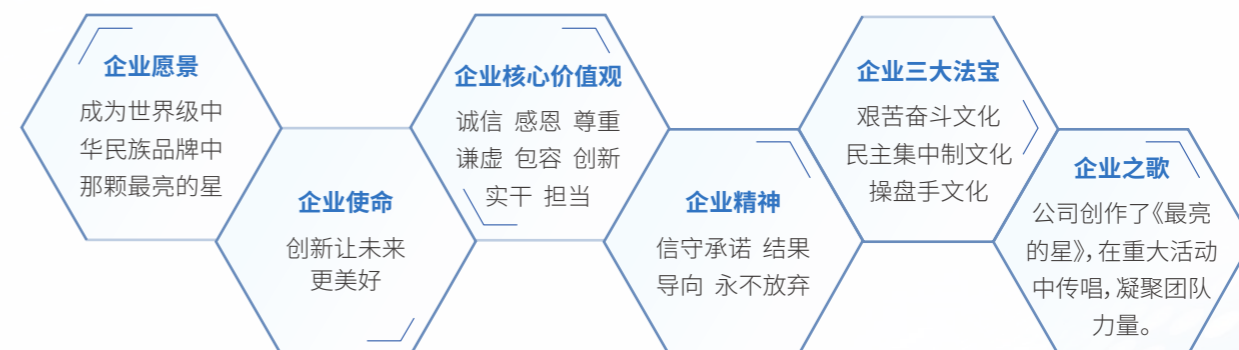 企业愿景
成为世界级中
华民族品牌中
那颗最亮的星
企业使命
创新让未来
更美好
企业核心价值观
诚信 感恩 尊重
谦虚 包容 创新
实干 担当
企业精神
信守承诺 结果
导向 永不放弃
企业三大法宝
艰苦奋斗文化
民主集中制文化
操盘手文化
企业之歌
公司创作了《最亮
的星》，在重大活动
中传唱，凝聚团队
力量。